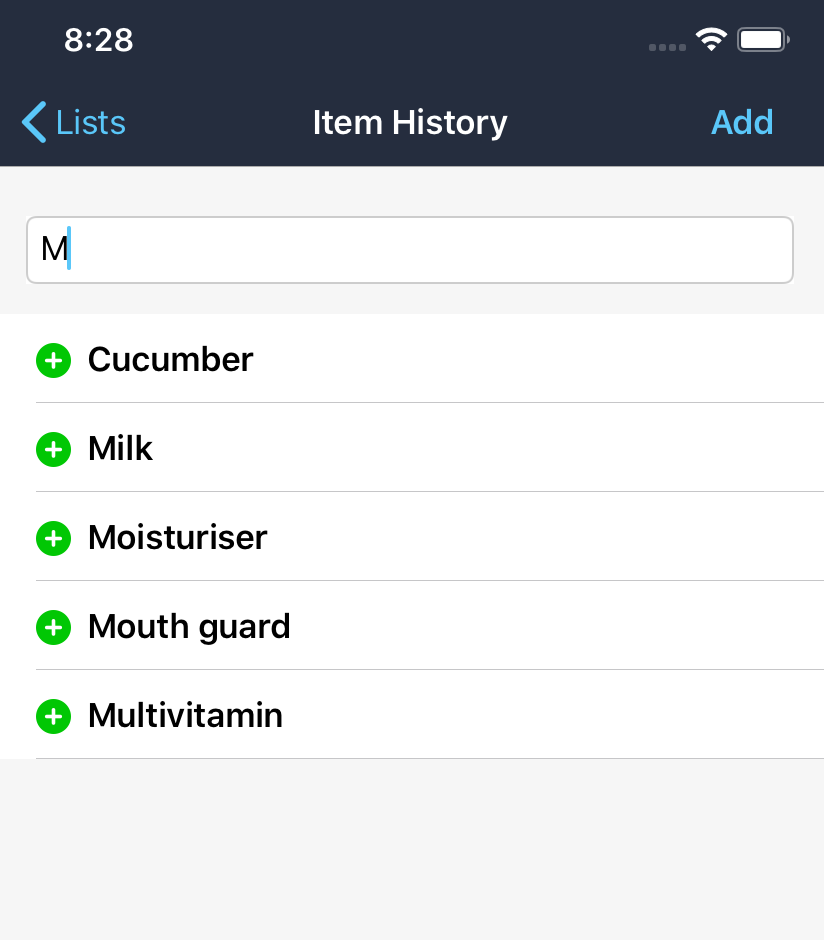 8:28
Lists Item History Add
M
Cucumber
Milk
Moisturiser
Mouth guard
Multivitamin